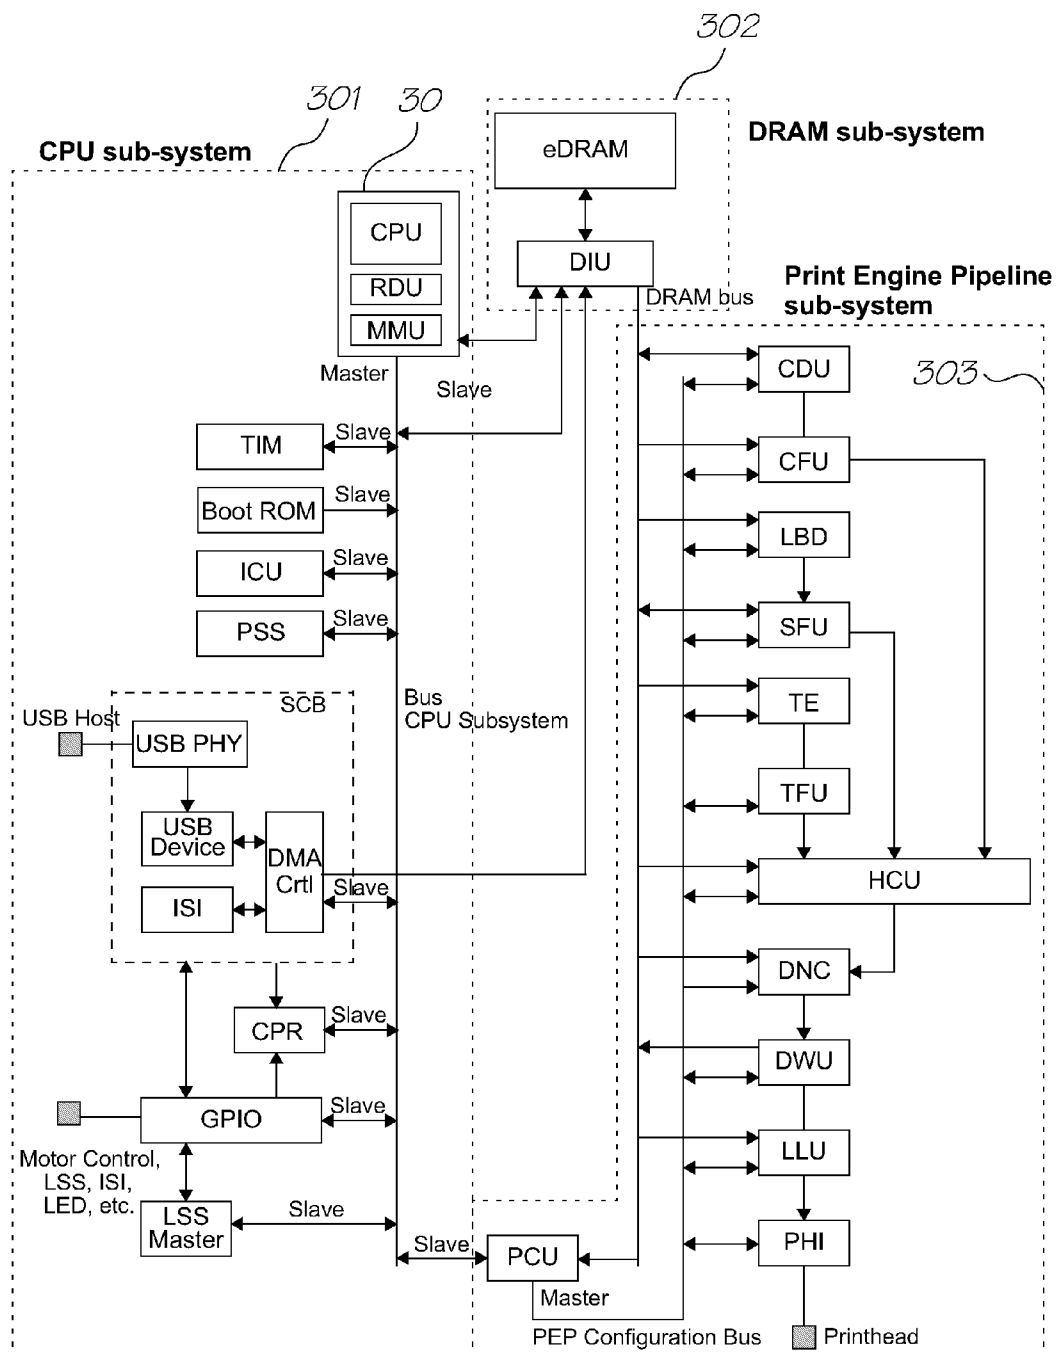 302
301
30
CPU sub-system
DRAM sub-system
eDRAM
CPU
DIU
RDU
MMU
Print Engine Pipeline
sub-system
DRAM bus
Master
Slave
303
CDU
TIM
Slave
CFU
Boot ROM
Slave
LBD
ICU
Slave
PSS
Slave
SFU
SCB
Bus
CPU Subsystem
TE
USB Host
USB PHY
TFU
USB
Device
DMA
Crtl
Slave
ISI
HCU
DNC
CPR
Slave
DWU
GPIO
Slave
Motor Control,
LSS, ISI,
LED, etc.
LLU
LSS
Master
Slave
Slave
PCU
PHI
Master
PEP Configuration Bus
Printhead